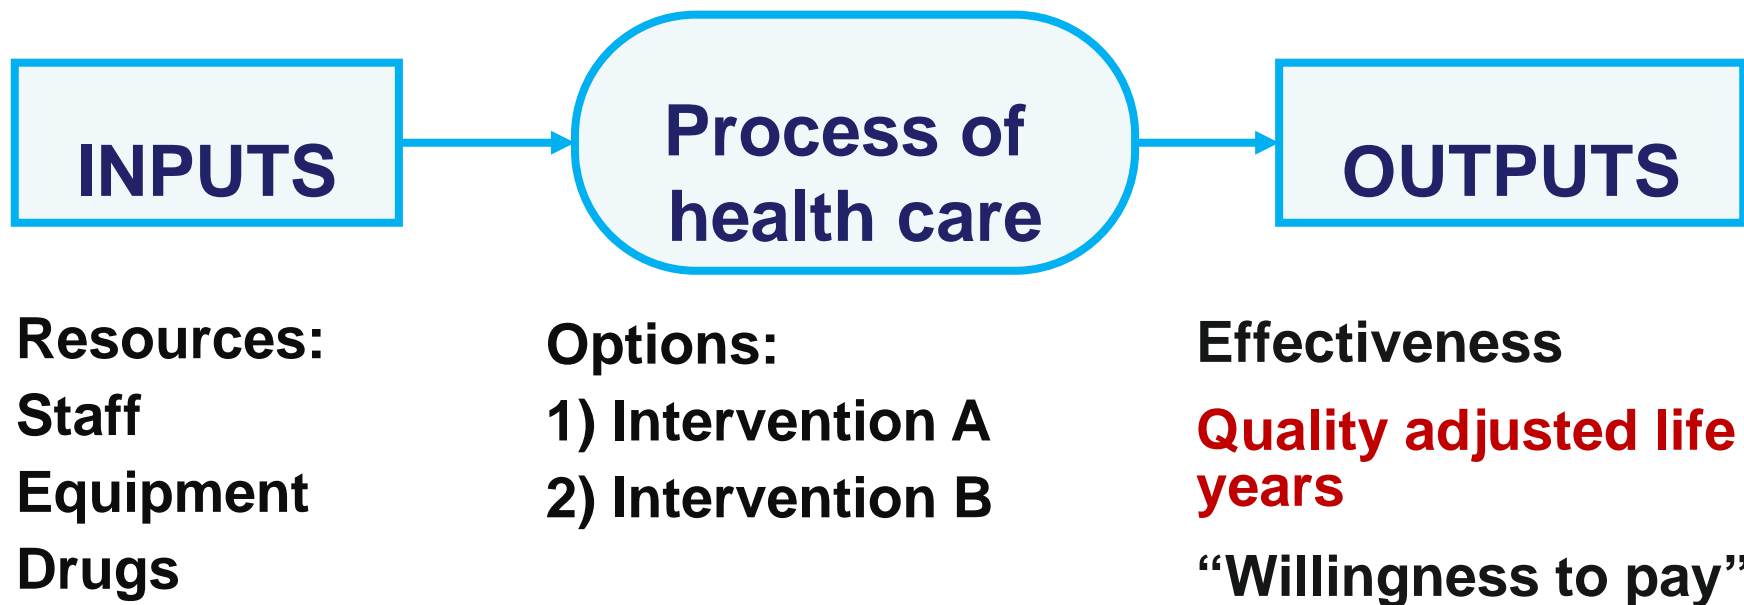 INPUTS
Process of
health care
OUTPUTS
Resources:
Staff
Equipment
Drugs
Options:
1) Intervention A
2) Intervention B
Effectiveness
Quality adjusted life
years
“Willingness to pay”